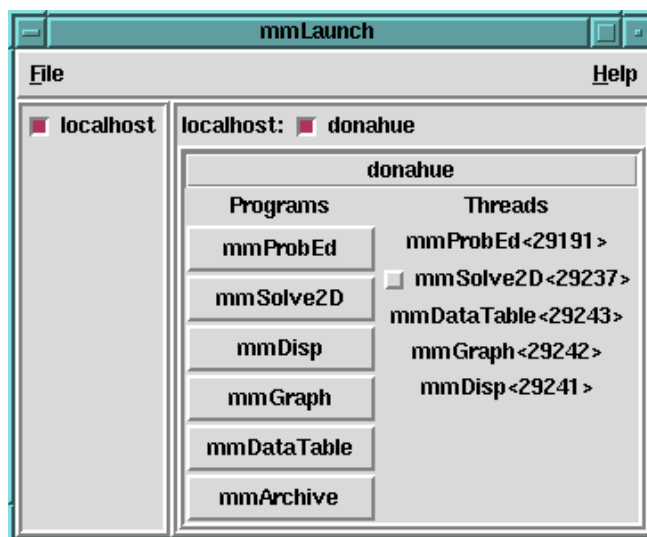 mmLaunch
File Help
localhost
localhost: donahue
donahue
Programs Threads
mmProbEd
mmSolve2D
mmDisp
mmGraph
mmDataTable
mmArchive
mmProbEd<29191>
mmSolve2D<29237>
mmDataTable<29243>
mmGraph<29242>
mmDisp<29241>